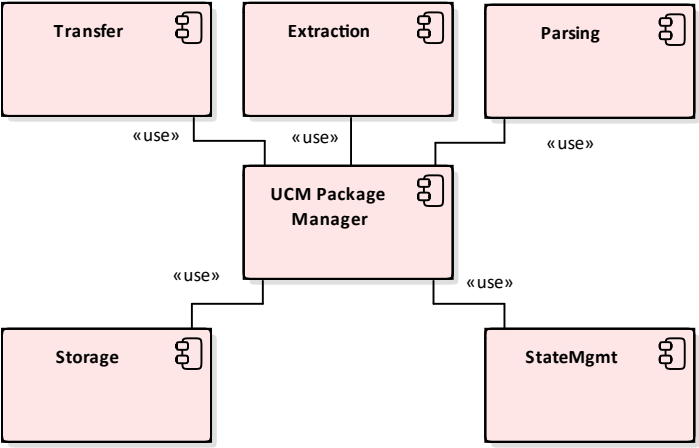 Transfer
Extraction
Parsing
«use»
«use»
«use»
UCM Package
Manager
«use»
«use»
Storage
StateMgmt